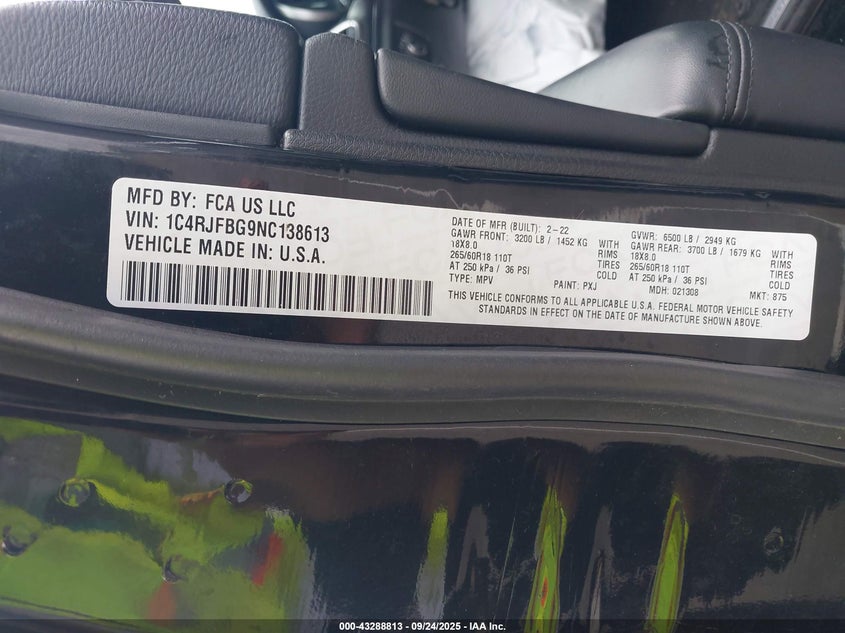 MFD BY: FCA US LLC
VIN: 1C4RJFBG9NC138613
VEHICLE MADE IN: U.S.A.
DATE OF MFR (BUILT): 2-22 GVWR: 6500 LB / 2949 KG
GAWR FRONT: 3200 LB / 1452 KG WITH GAWR REAR: 3700 LB / 1679 KG WITH
18X8.0 RIMS 18X8.0 RIMS
265/60R18 110T TIRES 265/60R18 110T TIRES
AT 250 kPa / 36 PSI COLD AT 250 kPa / 36 PSI COLD
TYPE: MPV PAINT: PXJ MDH: 021308 MKT: 875
THIS VEHICLE CONFORMS TO ALL APPLICABLE U.S.A. FEDERAL MOTOR VEHICLE SAFETY
STANDARDS IN EFFECT ON THE DATE OF MANUFACTURE SHOWN ABOVE.
000-43288813 - 09/24/2025 - IAA Inc.